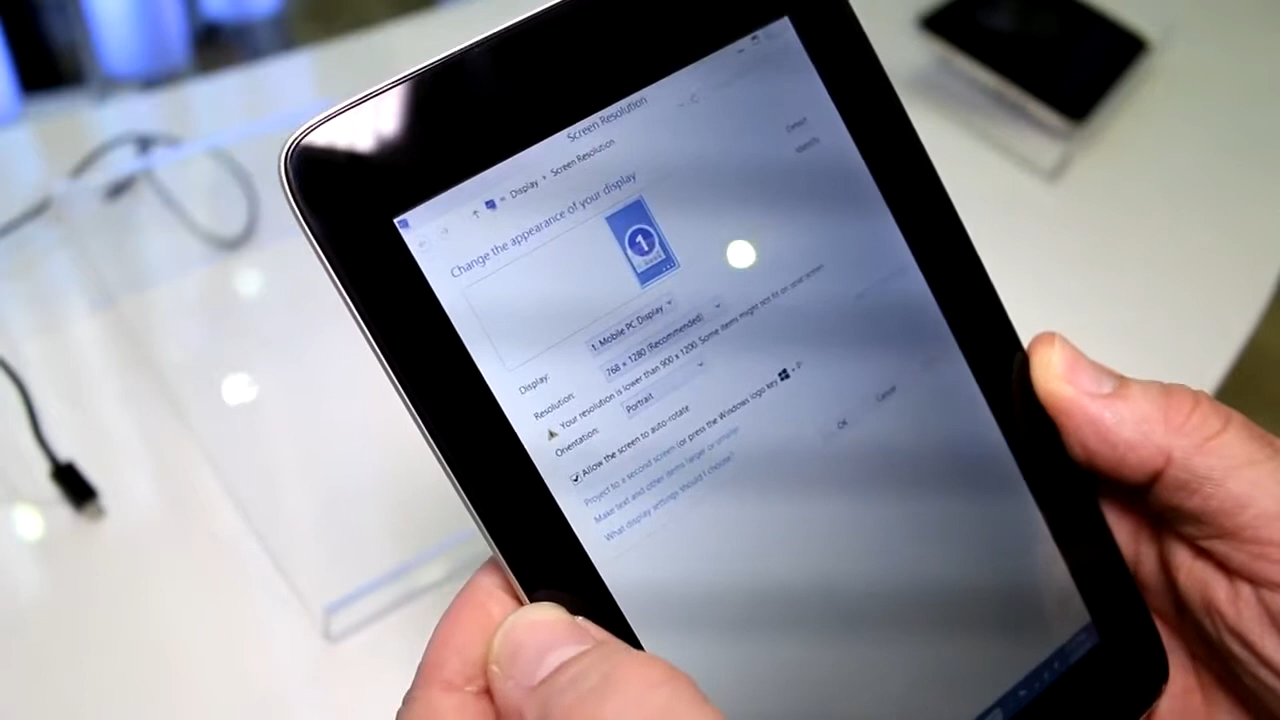 Screen Resolution
« Display › Screen Resolution
Change the appearance of your display
Detect
Identify
1
Display:
1. Mobile PC Display
Resolution:
768 × 1280 (Recommended)
Your resolution is lower than 900 x 1200. Some items might not fit on your screen.
Orientation:
Portrait
Allow the screen to auto-rotate
Project to a second screen (or press the Windows logo key + P
Make text and other items larger or smaller
What display settings should I choose?
OK
Cancel